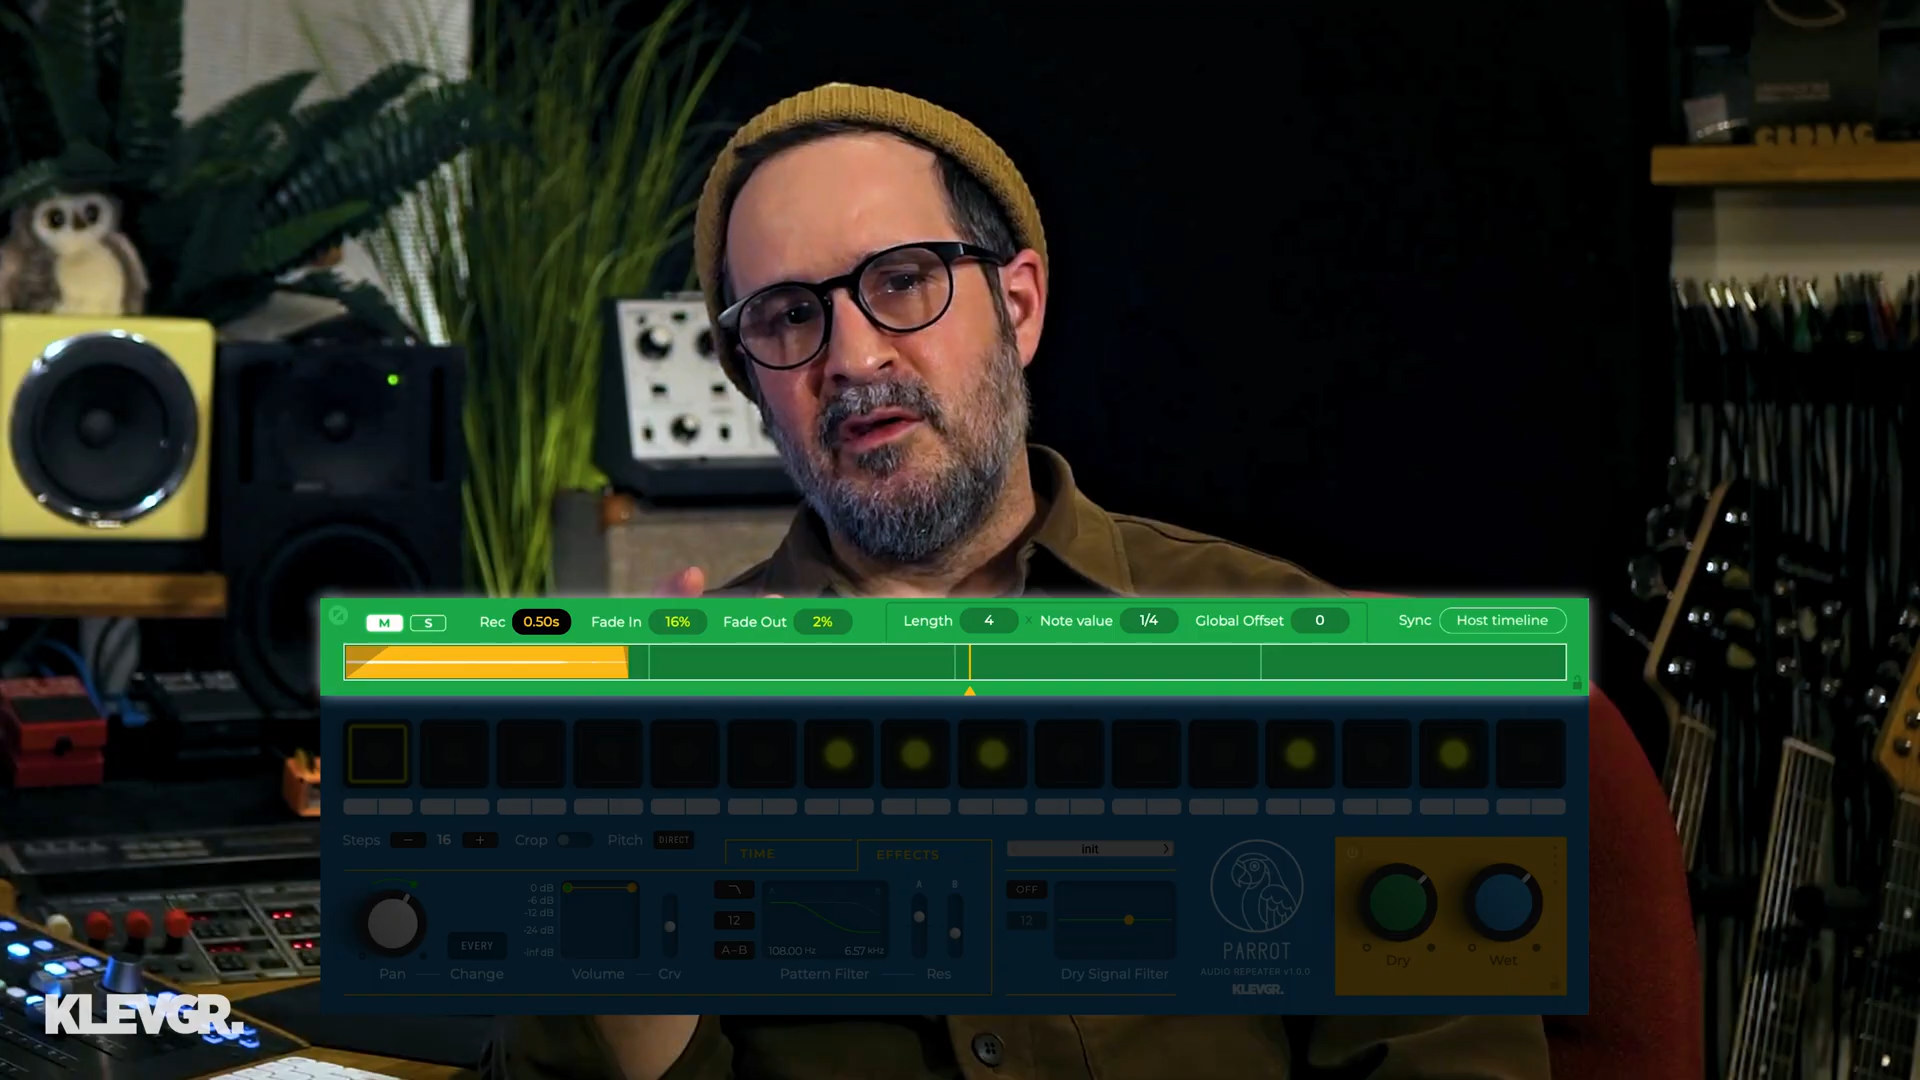 M S Rec 0.50s Fade In 16% Fade Out 2% Length 4 × Note value 1/4 Global Offset 0 Sync Host timeline
Steps − 16 + Crop Pitch DIRECT
TIME EFFECTS
init
A B
0 dB
-6 dB
-12 dB
-24 dB
-inf dB
EVERY
12
A–B
108.00 Hz 6.57 kHz
OFF
12
Pan Change Volume Crv Pattern Filter Res Dry Signal Filter
PARROT
AUDIO REPEATER v1.0.0
KLEVGR.
Dry Wet
KLEVGR.